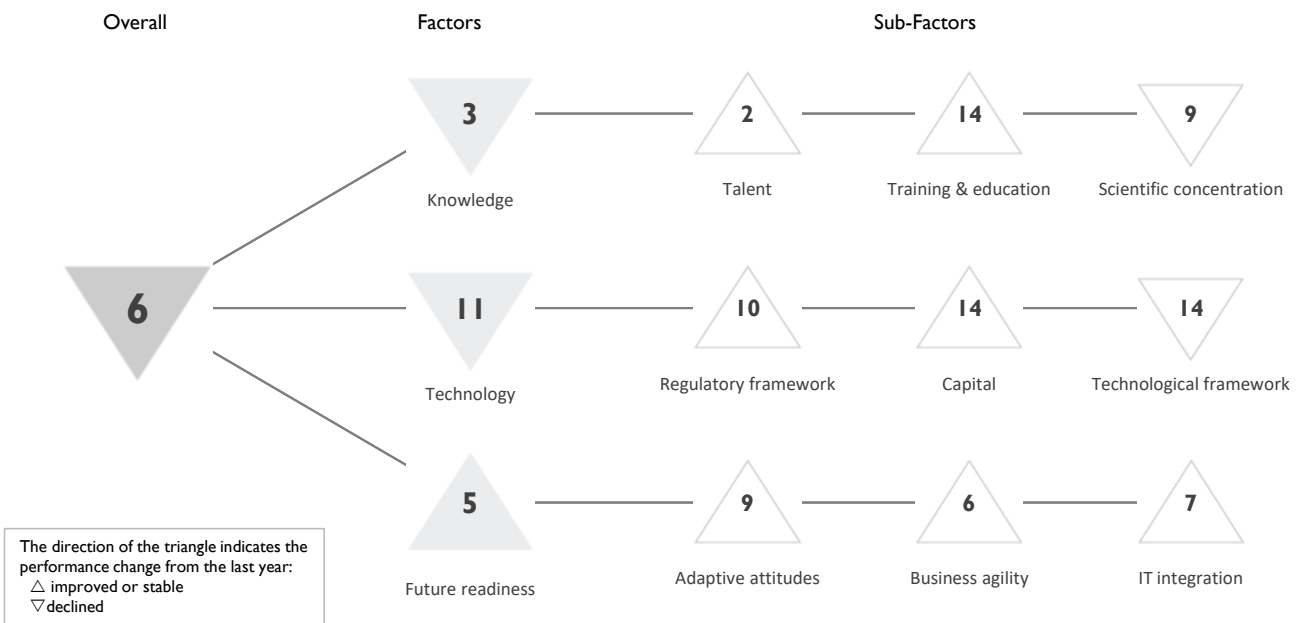 Overall
Factors
Sub-Factors
3
2
14
9
Knowledge
Talent
Training & education
Scientific concentration
6
11
10
14
14
Technology
Regulatory framework
Capital
Technological framework
5
9
6
7
Future readiness
Adaptive attitudes
Business agility
IT integration
The direction of the triangle indicates the
performance change from the last year:
△ improved or stable
▽ declined